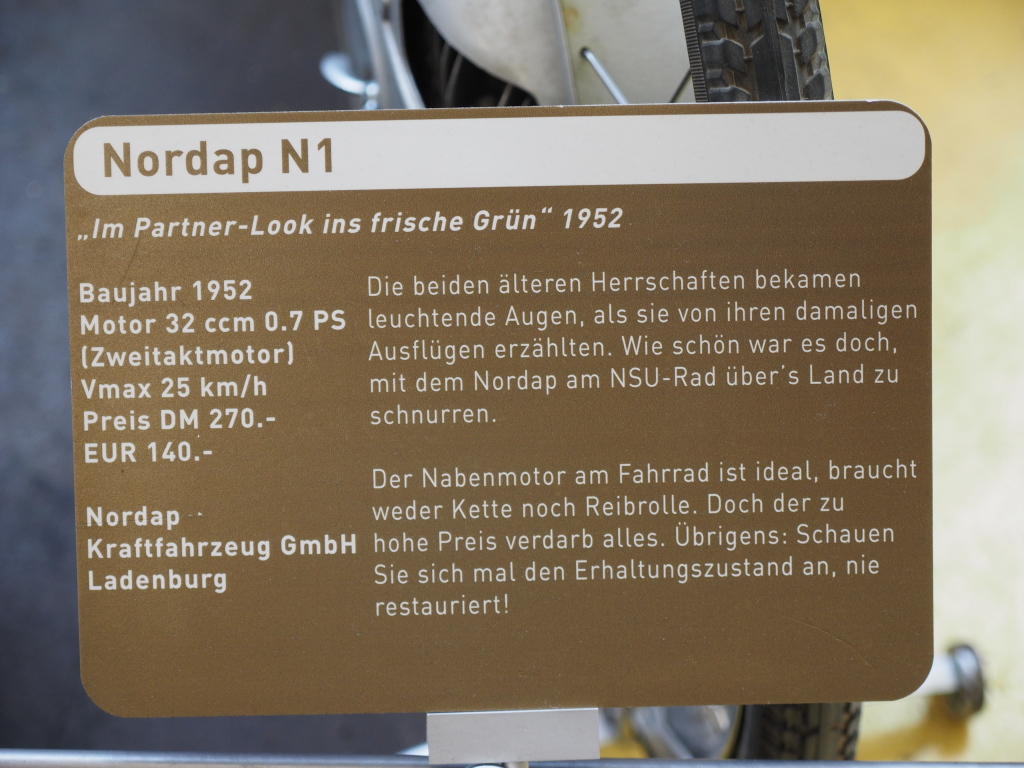 Nordap N1
„Im Partner-Look ins frische Grün“ 1952
Baujahr 1952
Motor 32 ccm 0.7 PS
(Zweitaktmotor)
Vmax 25 km/h
Preis DM 270.-
EUR 140.-
Nordap
Kraftfahrzeug GmbH
Ladenburg
Die beiden älteren Herrschaften bekamen
leuchtende Augen, als sie von ihren damaligen
Ausflügen erzählten. Wie schön war es doch,
mit dem Nordap am NSU-Rad über's Land zu
schnurren.
Der Nabenmotor am Fahrrad ist ideal, braucht
weder Kette noch Reibrolle. Doch der zu
hohe Preis verdarb alles. Übrigens: Schauen
Sie sich mal den Erhaltungszustand an, nie
restauriert!